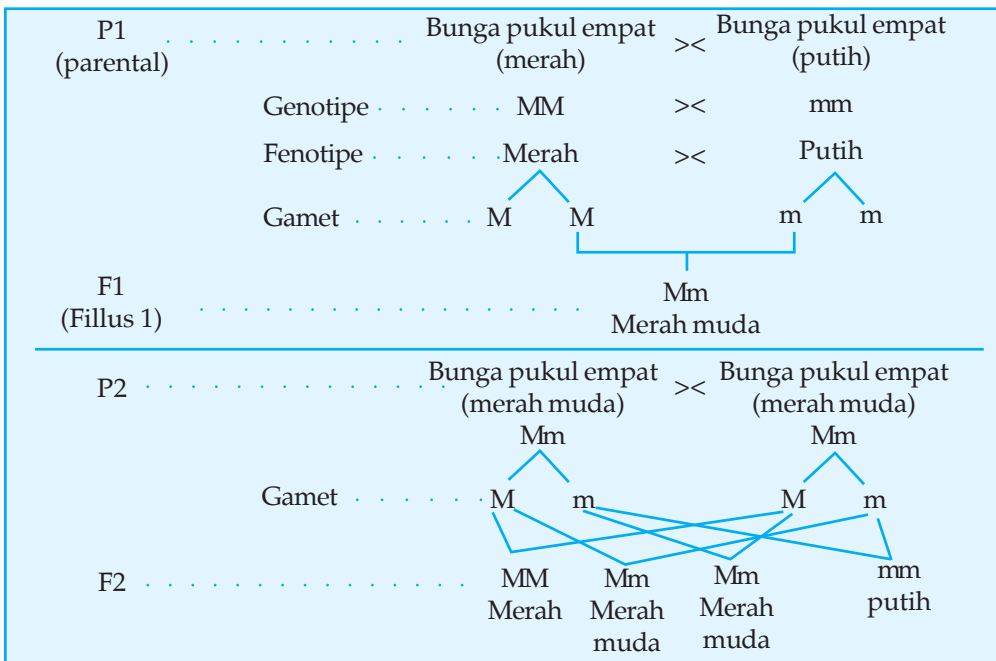 P1 . . . . . . . . . . . . Bunga pukul empat >< Bunga pukul empat
(parental) (merah) (putih)
Genotipe . . . . . . MM >< mm
Fenotipe . . . . . . Merah >< Putih
Gamet . . . . . . M M m m
F1 Mm
(Fillus 1) . . . . . . . . . . . . . . . . . . . Merah muda
P2 . . . . . . . . . . . . . . Bunga pukul empat >< Bunga pukul empat
(merah muda) (merah muda)
Mm Mm
Gamet . . . . . . M m M m
F2 . . . . . . . . . . . . . . . MM Mm Mm mm
Merah Merah Merah putih
muda muda